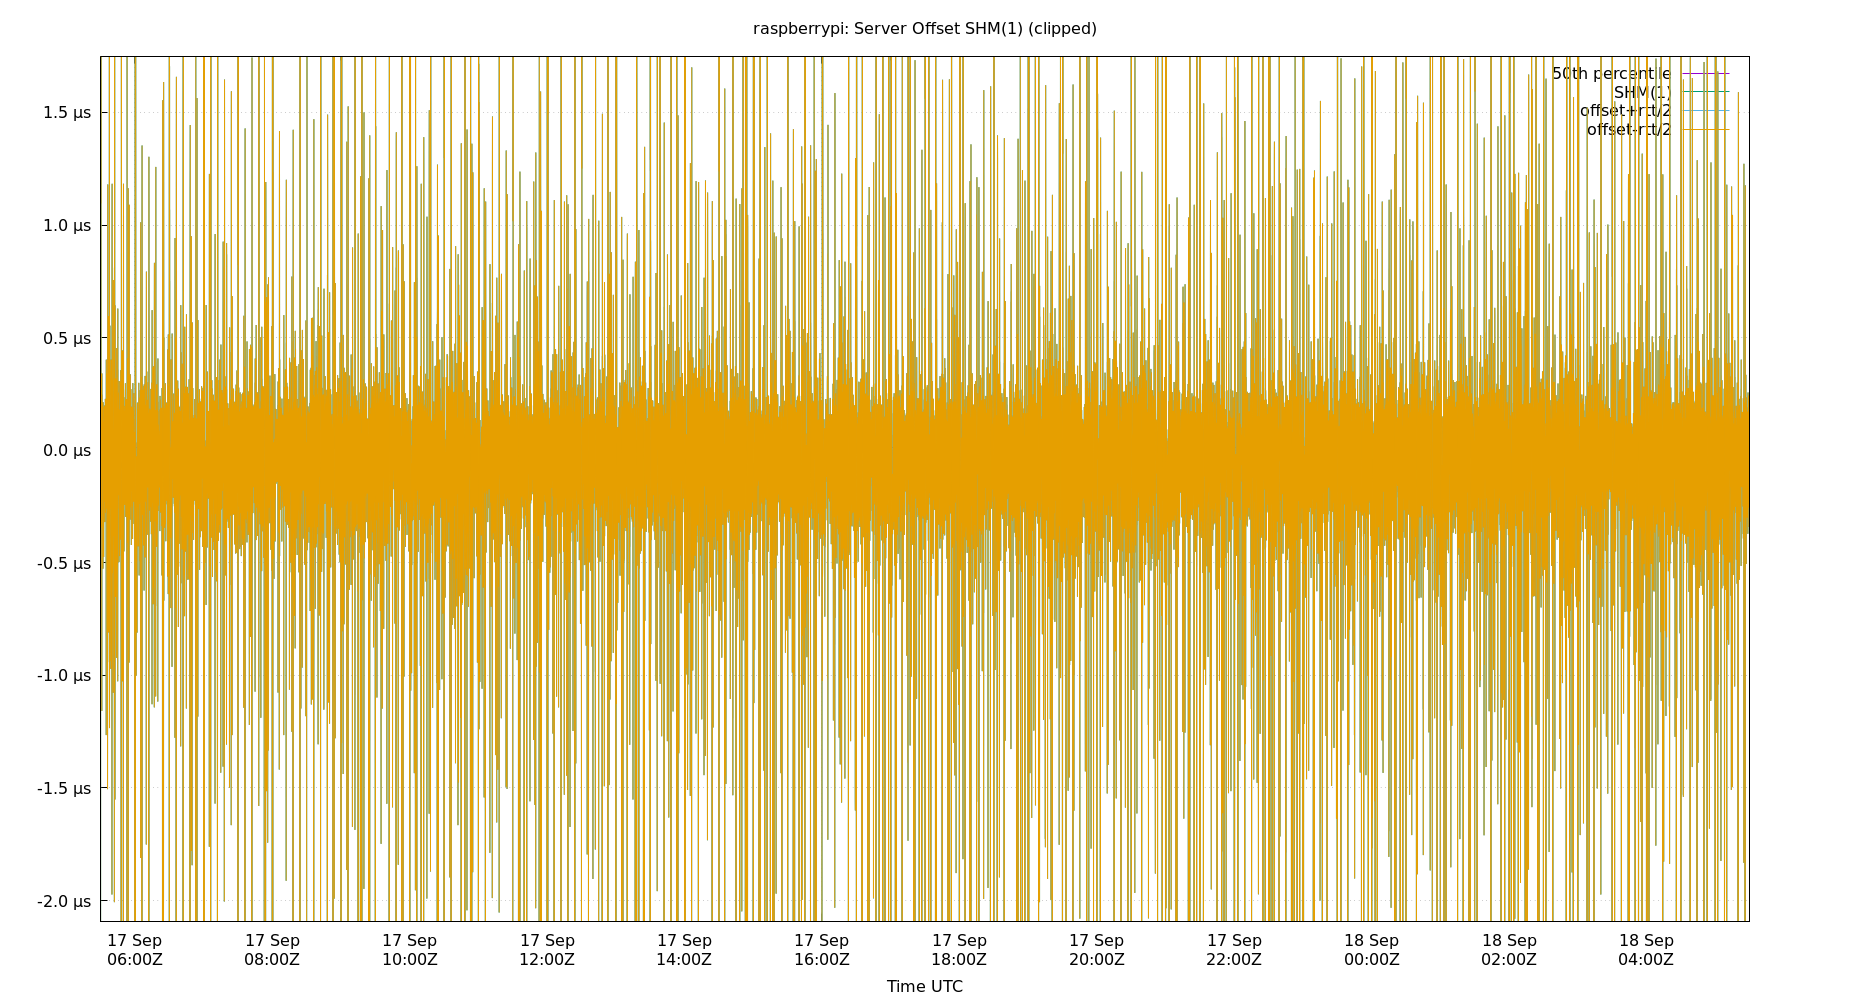 raspberrypi: Server Offset SHM(1) (clipped)
50th percentile
SHM(1)
offset+rtt/2
offset-rtt/2
1.5 µs
1.0 µs
0.5 µs
0.0 µs
-0.5 µs
-1.0 µs
-1.5 µs
-2.0 µs
17 Sep 17 Sep 17 Sep 17 Sep 17 Sep 17 Sep 17 Sep 17 Sep 17 Sep 18 Sep 18 Sep 18 Sep
06:00Z 08:00Z 10:00Z 12:00Z 14:00Z 16:00Z 18:00Z 20:00Z 22:00Z 00:00Z 02:00Z 04:00Z
Time UTC